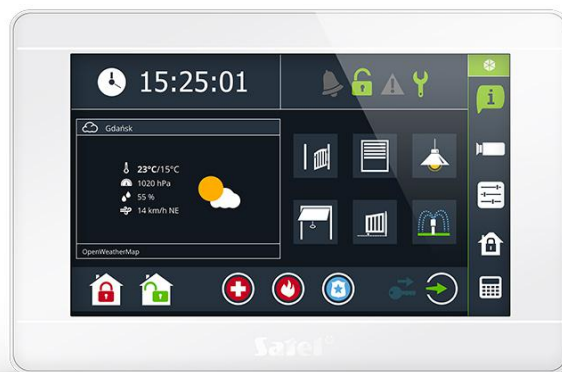 15:25:01
Gdańsk
23°C/15°C
1020 hPa
55 %
14 km/h NE
OpenWeatherMap
Satel®